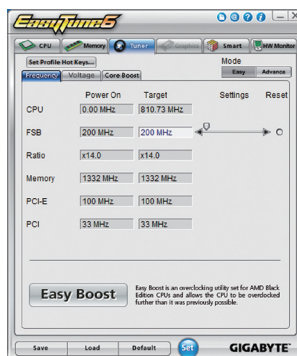 EasyTune6
CPU Memory Tuner Graphics Smart HW Monitor
Set Profile Hot Keys...
Mode
Frequency Voltage Core Boost
Easy Advance
Power On Target Settings Reset
CPU 0.00 MHz 810.73 MHz
FSB 200 MHz 200 MHz
Ratio x14.0 x14.0
Memory 1332 MHz 1332 MHz
PCI-E 100 MHz 100 MHz
PCI 33 MHz 33 MHz
Easy Boost
Easy Boost is an overclocking utility set for AMD Black
Edition CPUs and allows the CPU to be overclocked
further than it was previously possible.
Save Load Default Set GIGABYTE